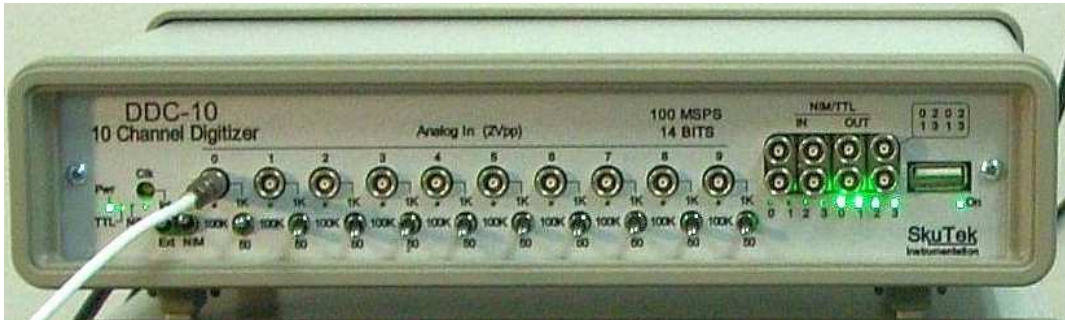 DDC-10
10 Channel Digitizer
Analog In (2Vpp)
100 MSPS
14 BITS
NIM/TTL
IN OUT
0 2 0 2
1 3 1 3
0 1 2 3 4 5 6 7 8 9
Clk
Pwr
1K 1K 1K 1K 1K 1K 1K 1K 1K 1K
On
TTL
100K 100K 100K 100K 100K 100K 100K 100K 100K 100K
0 1 2 3 0 1 2 3
Ext NIM
50 50 50 50 50 50 50 50 50 50
SkuTek
Instrumentation